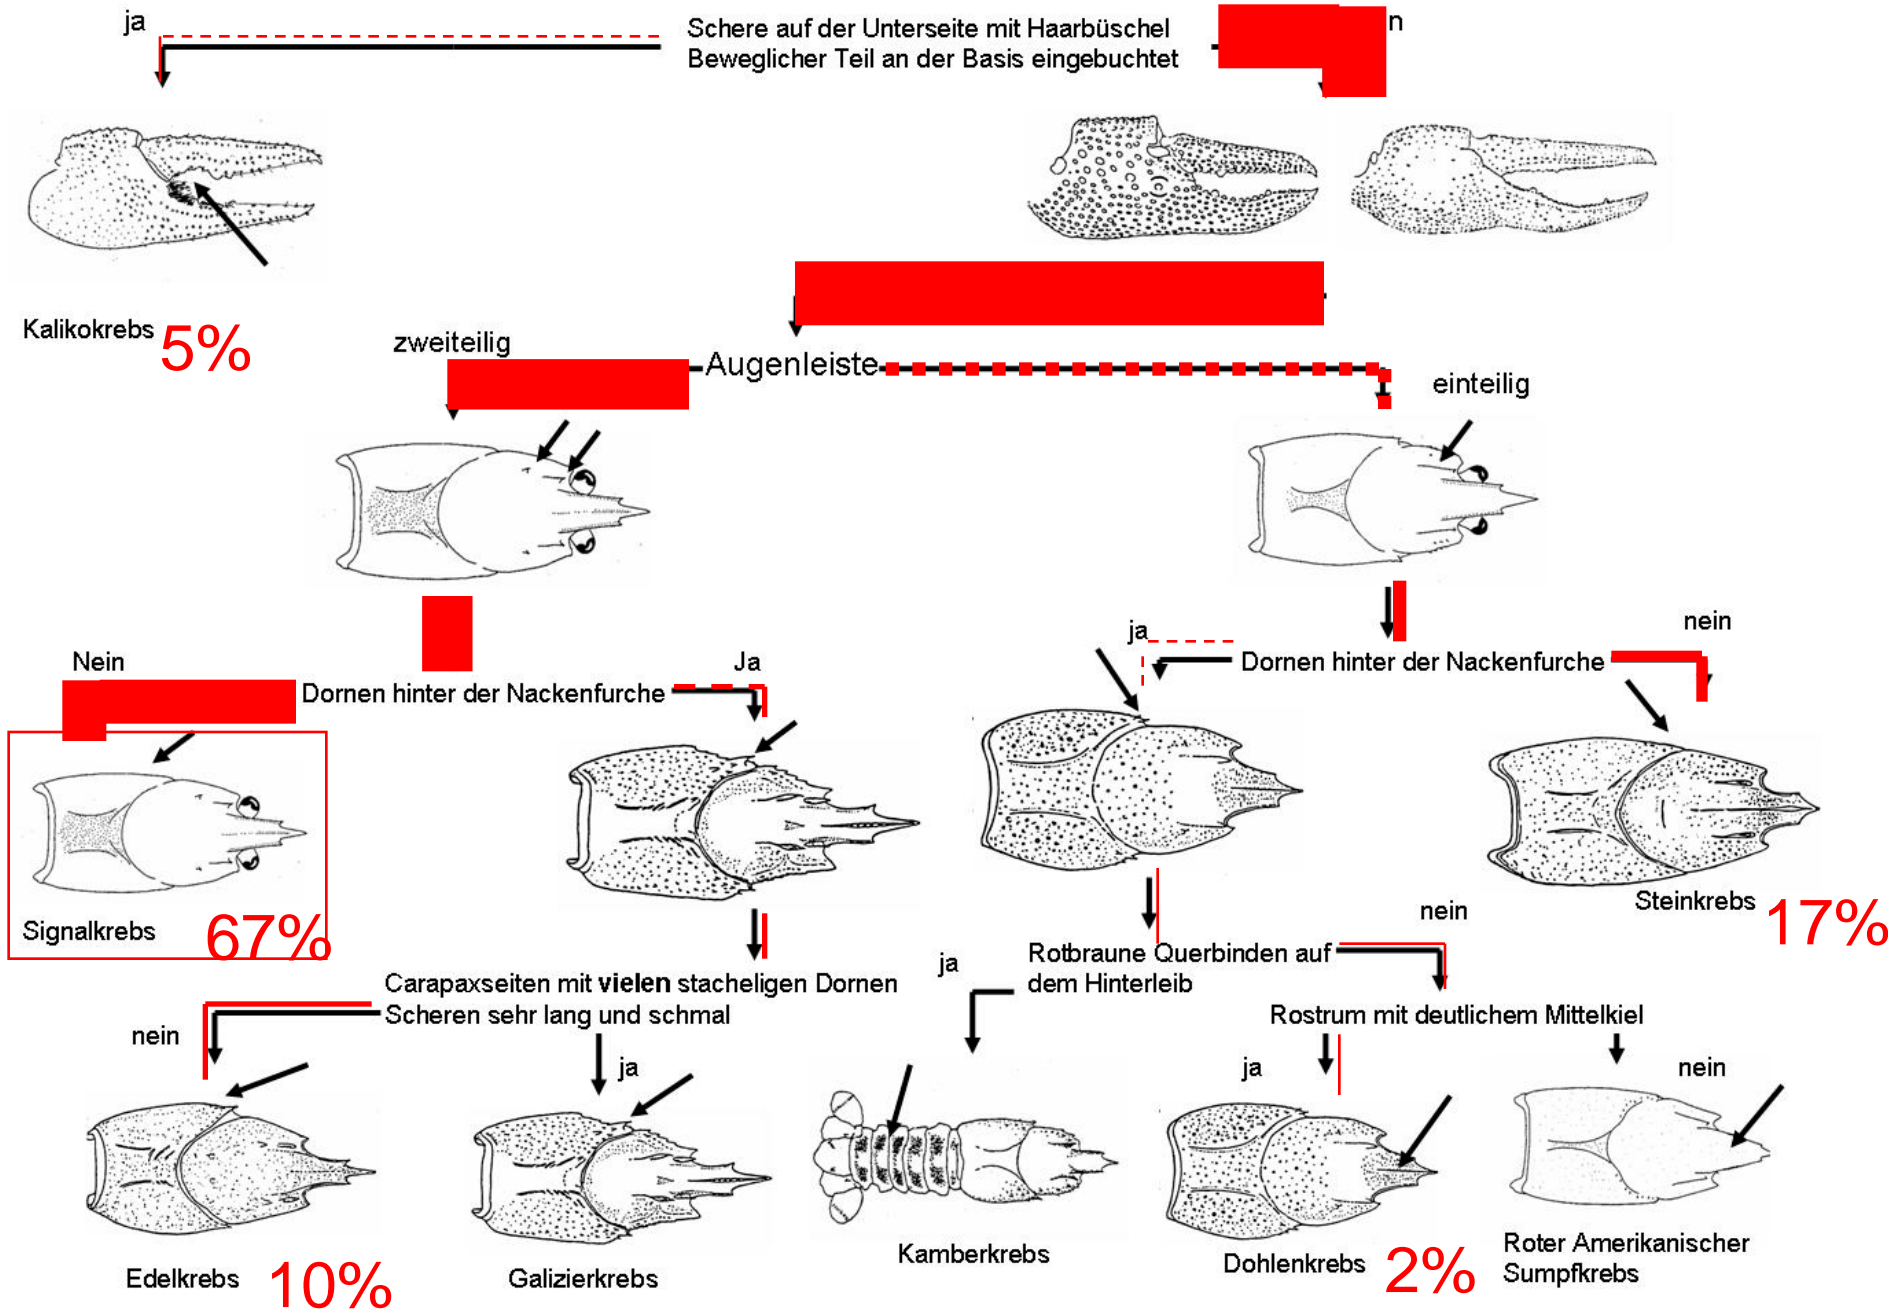 ja
Schere auf der Unterseite mit Haarbüschel
Beweglicher Teil an der Basis eingebuchtet
n
Kalikokrebs 5%
zweiteilig
Augenleiste
einteilig
Nein
Dornen hinter der Nackenfurche
Ja
ja
Dornen hinter der Nackenfurche
nein
Signalkrebs 67%
Steinkrebs 17%
Carapaxseiten mit vielen stacheligen Dornen
Scheren sehr lang und schmal
nein
ja
ja
Rotbraune Querbinden auf
dem Hinterleib
nein
Rostrum mit deutlichem Mittelkiel
ja
nein
Edelkrebs 10%
Galizierkrebs
Kamberkrebs
Dohlenkrebs 2%
Roter Amerikanischer
Sumpfkrebs